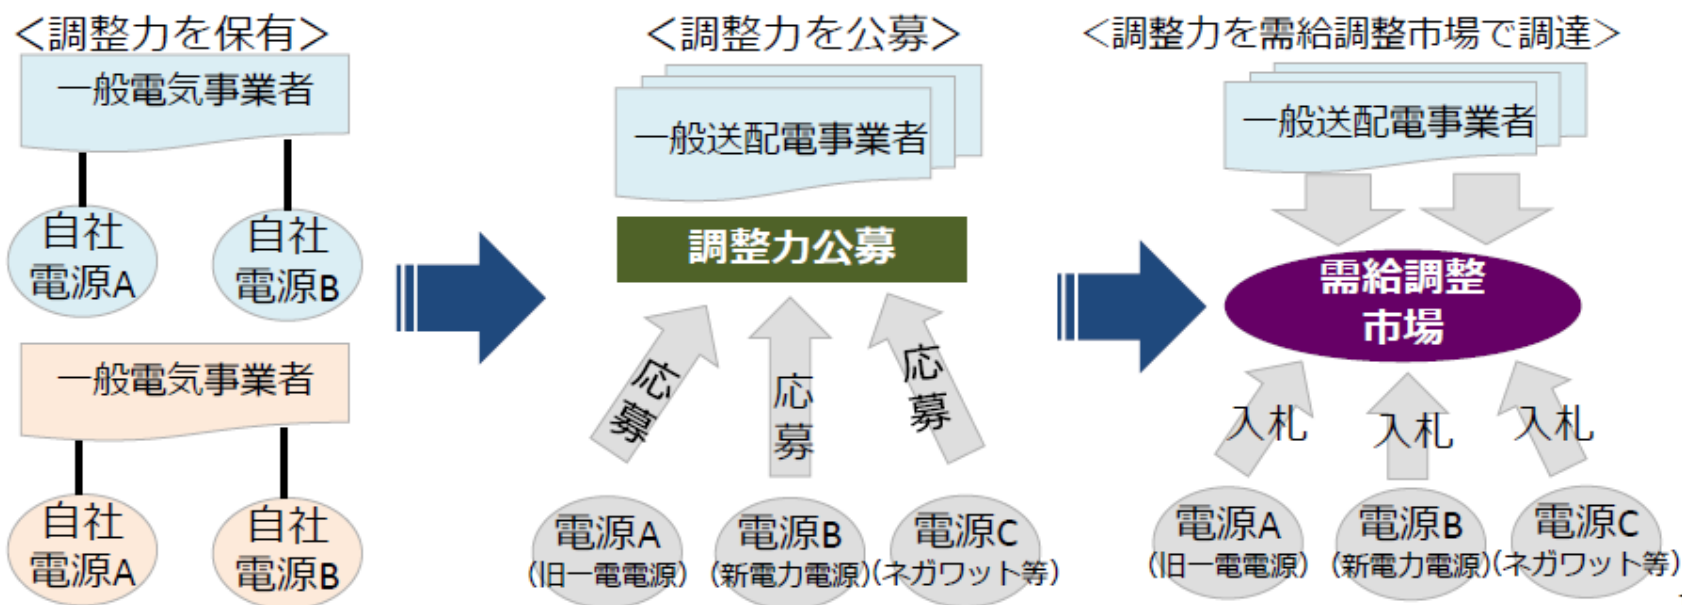 ＜調整力を保有＞
一般電気事業者
自社
電源A
自社
電源B
一般電気事業者
自社
電源A
自社
電源B
＜調整力を公募＞
一般送配電事業者
調整力公募
応募
応募
応募
電源A
(旧一電電源)
電源B
(新電力電源)
電源C
(ネガワット等)
＜調整力を需給調整市場で調達＞
一般送配電事業者
需給調整
市場
入札
入札
入札
電源A
(旧一電電源)
電源B
(新電力電源)
電源C
(ネガワット等)